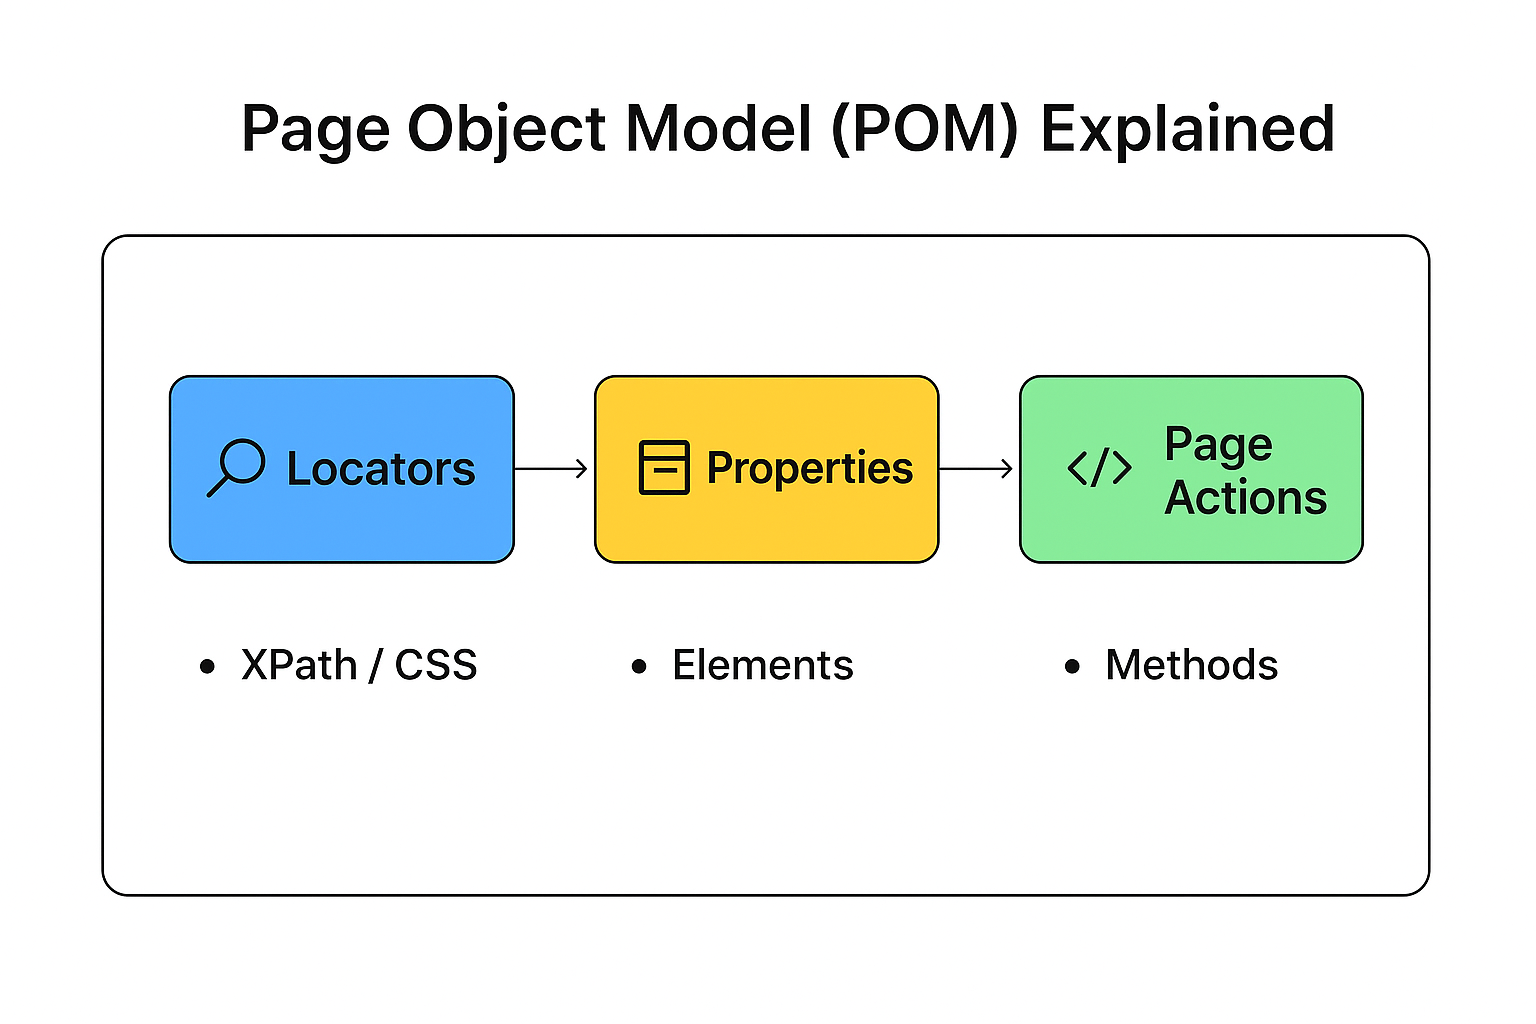 Page Object Model (POM) Explained
Locators
Properties
</> Page
Actions
• XPath / CSS
• Elements
• Methods